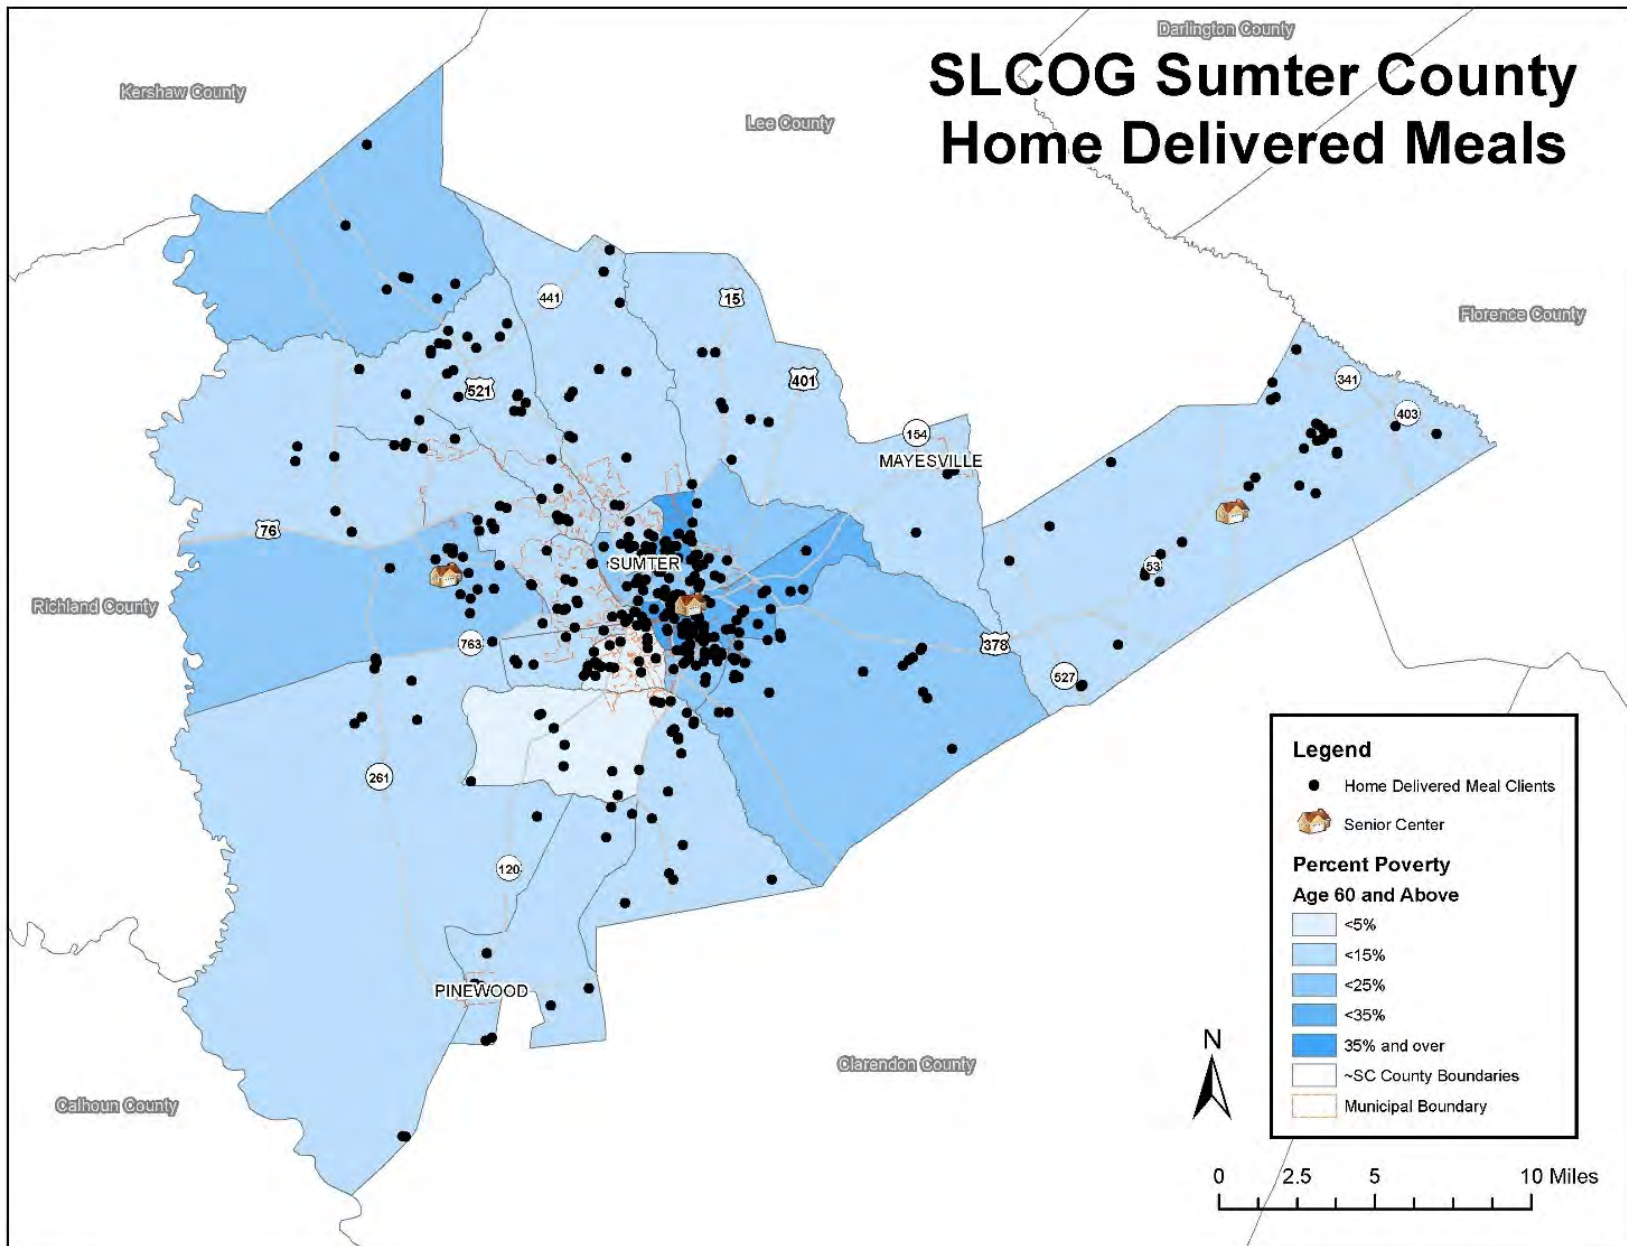 SLCOG Sumter County
Home Delivered Meals
Darlington County
Kershaw County
Lee County
Florence County
441
15
401
521
341
403
154
MAYESVILLE
76
SUMTER
53
Richland County
763
378
527
261
120
PINEWOOD
Clarendon County
Calhoun County
Legend
Home Delivered Meal Clients
Senior Center
Percent Poverty
Age 60 and Above
<5%
<15%
<25%
<35%
35% and over
~SC County Boundaries
Municipal Boundary
N
0 2.5 5 10 Miles